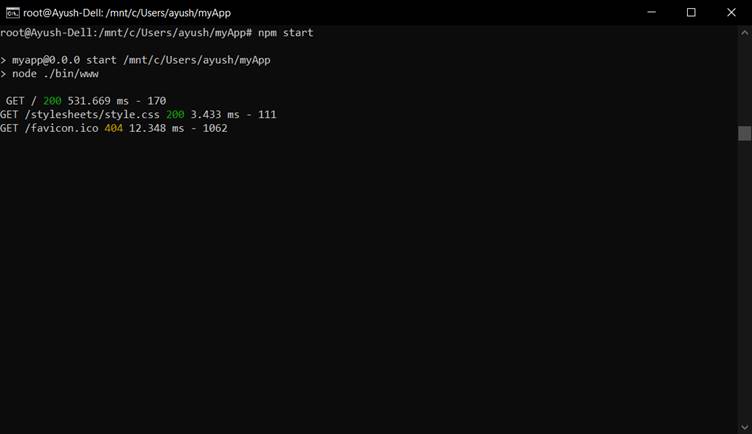 root@Ayush-Dell: /mnt/c/Users/ayush/myApp
root@Ayush-Dell:/mnt/c/Users/ayush/myApp# npm start
> myapp@0.0.0 start /mnt/c/Users/ayush/myApp
> node ./bin/www
GET / 200 531.669 ms - 170
GET /stylesheets/style.css 200 3.433 ms - 111
GET /favicon.ico 404 12.348 ms - 1062